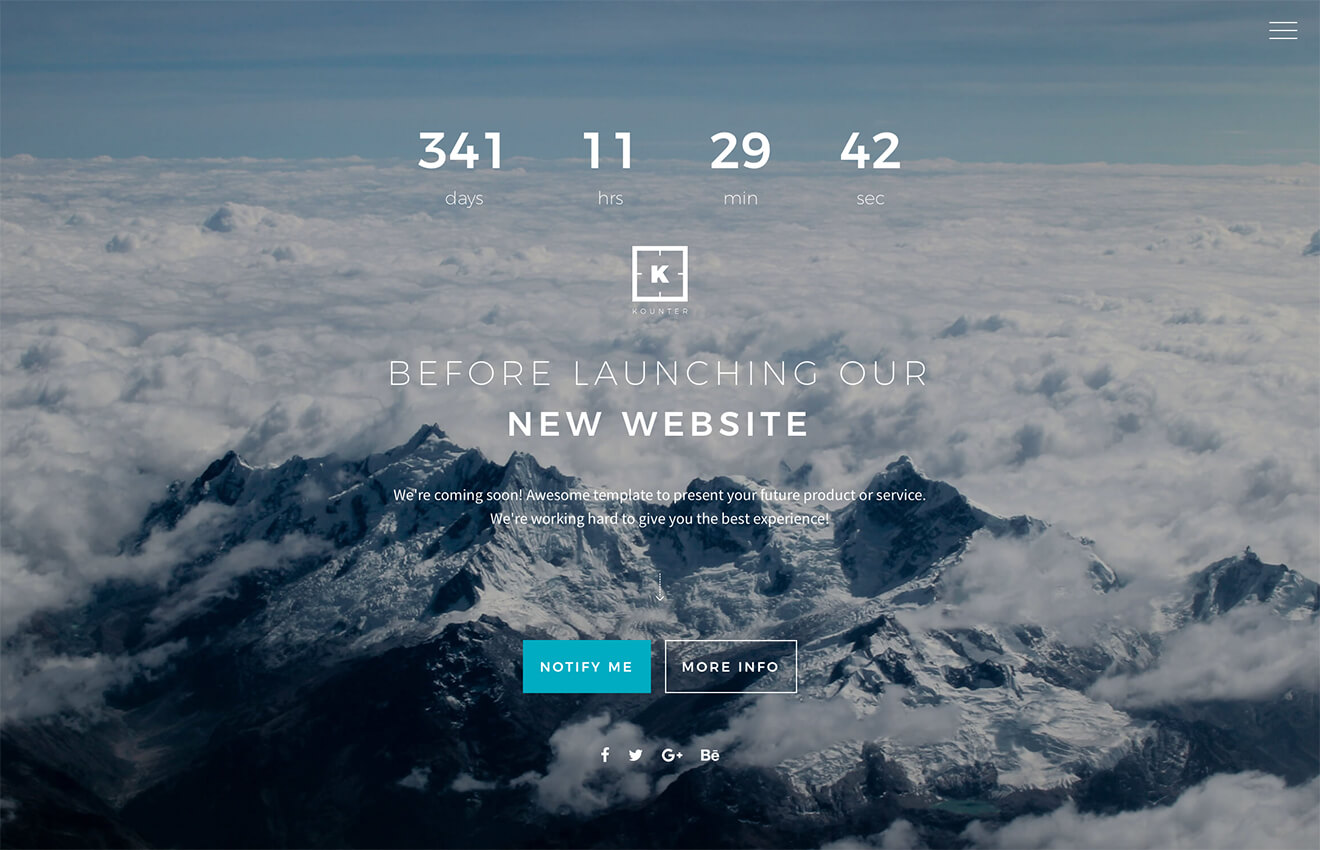 341 11 29 42
days hrs min sec
K
KOUNTER
BEFORE LAUNCHING OUR
NEW WEBSITE
We're coming soon! Awesome template to present your future product or service.
We're working hard to give you the best experience!
NOTIFY ME MORE INFO
f G+ Bē